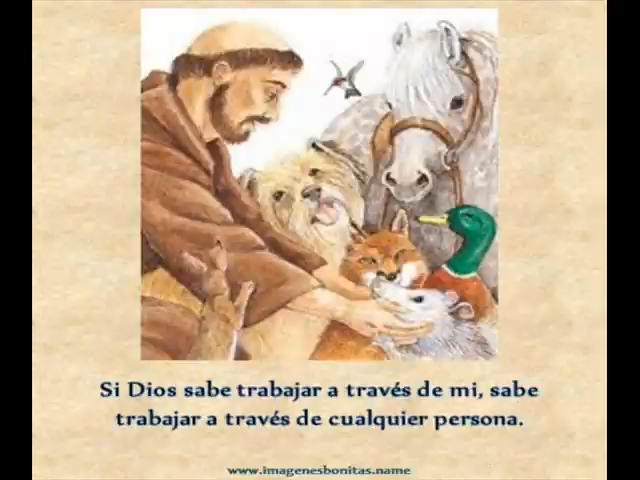 Si Dios sabe trabajar a través de mi, sabe
trabajar a través de cualquier persona.
www.imagenesbonitas.name